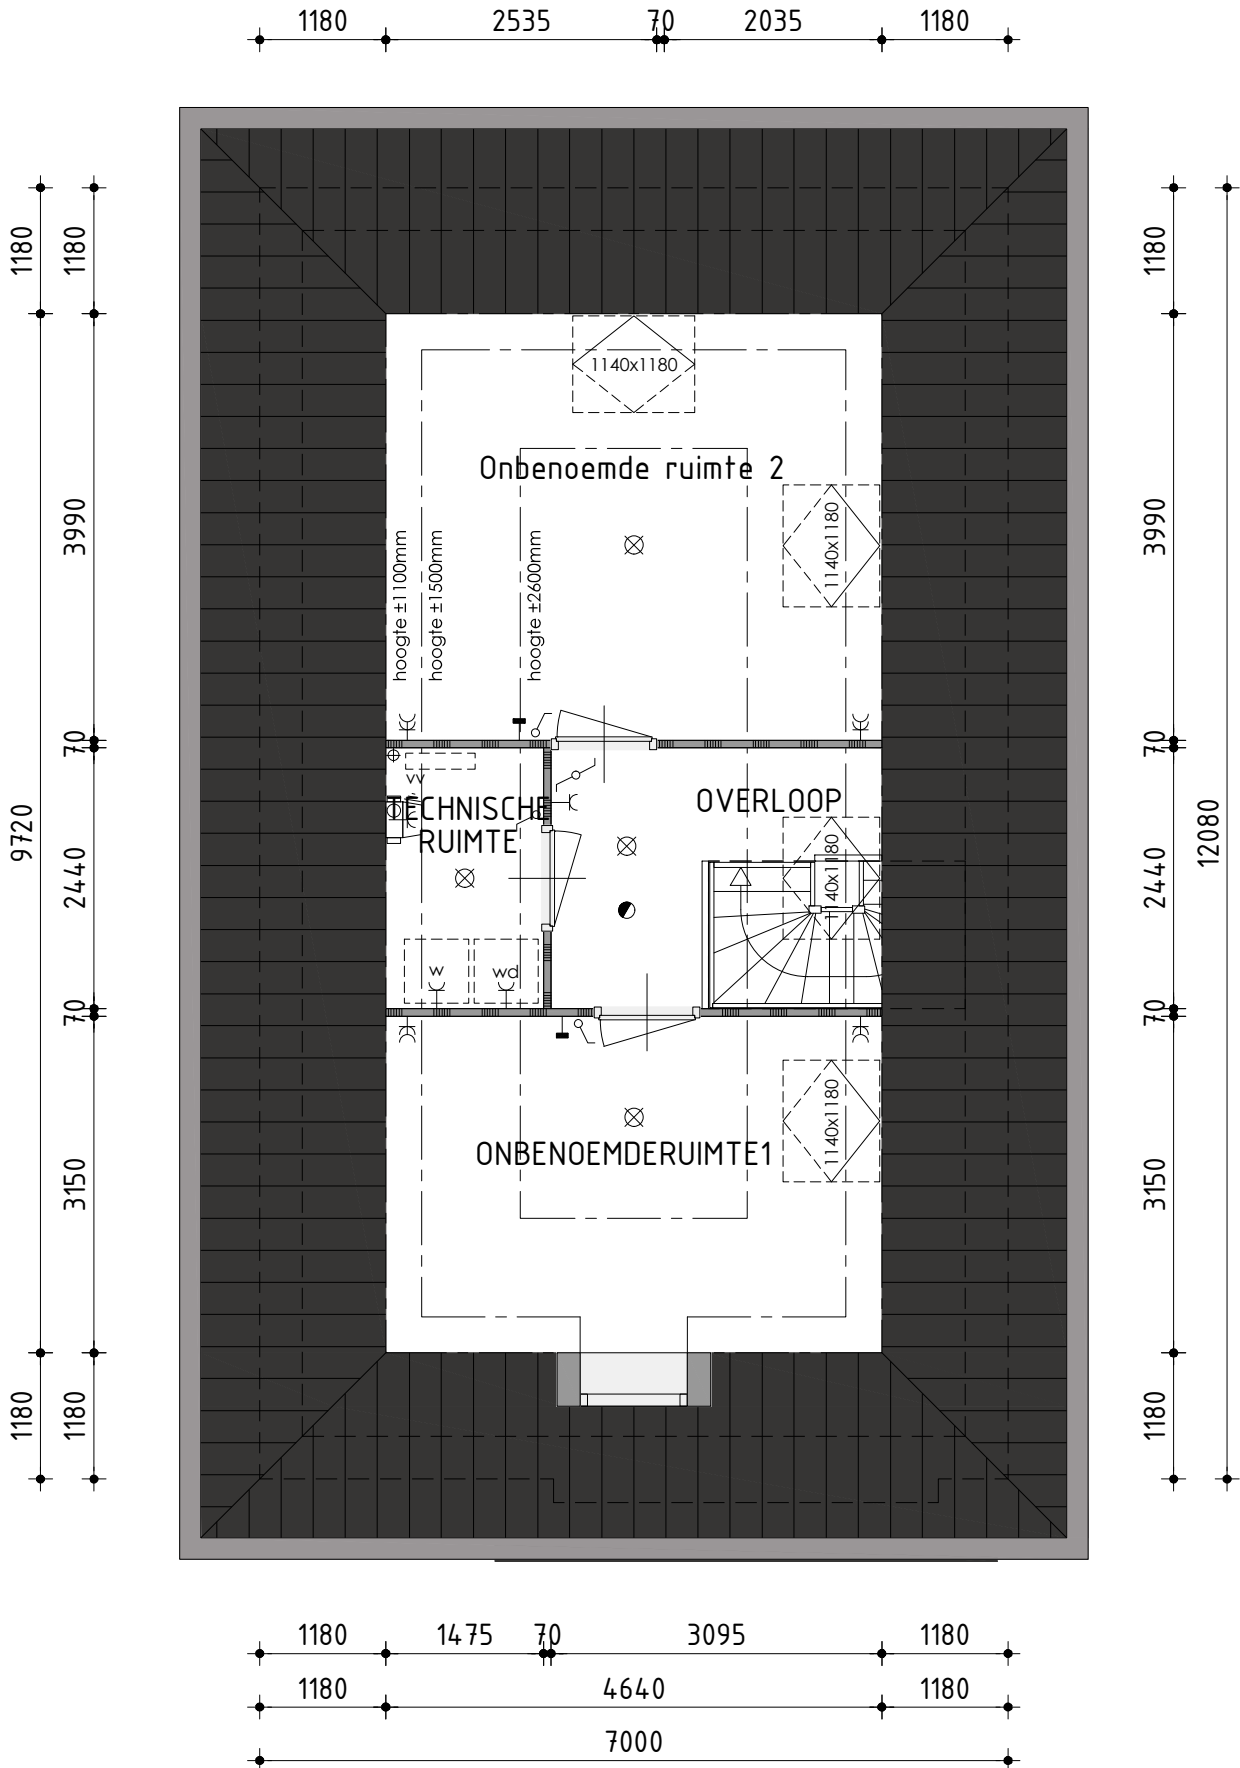 1180 2535 70 2035 1180
1180 1180 1180
1140x1180
Onbenoemde ruimte 2
1140x1180
3990 3990
hoogte ±1100mm
hoogte ±1500mm
hoogte ±2600mm
70 70
vv
TECHNISCHE
RUIMTE
OVERLOOP
1140x1180
9720 2440 2440 12080
w wd
70 70
1140x1180
ONBENOEMDERUIMTE1
3150 3150
1180 1180 1180
1180 1475 70 3095 1180
1180 4640 1180
7000